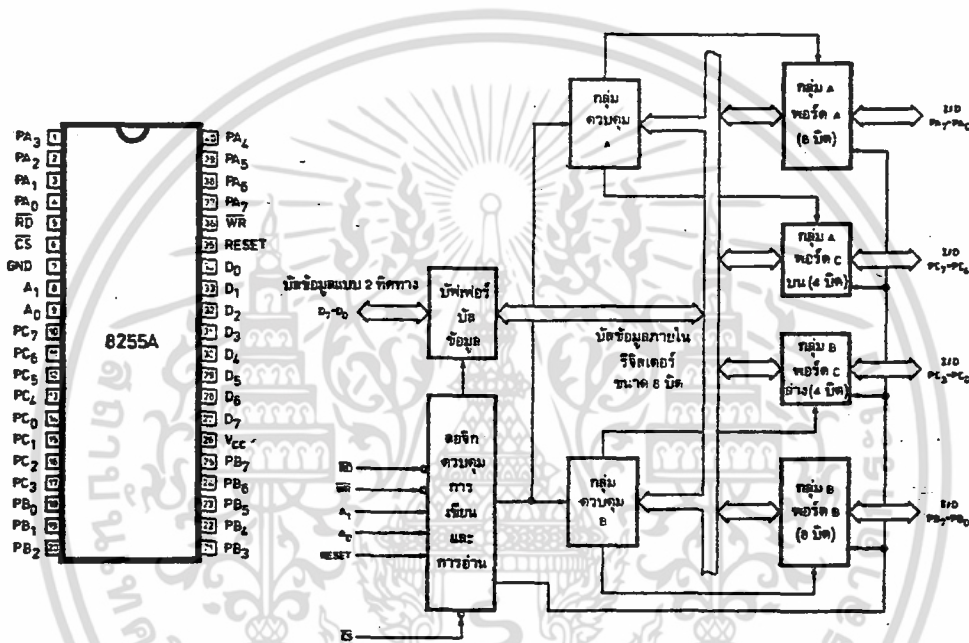 PA3 1
PA2 2
PA1 3
PA0 4
RD 5
CS 6
GND 7
A1 8
A0 9
PC7 10
PC6 11
PC5 12
PC4 13
PC0 14
PC1 15
PC2 16
PC3 17
PB0 18
PB1 19
PB2 20
8255A
40 PA4
39 PA5
38 PA6
37 PA7
36 WR
35 RESET
34 D0
33 D1
32 D2
31 D3
30 D4
29 D5
28 D6
27 D7
26 VCC
25 PB7
24 PB6
23 PB5
22 PB4
21 PB3
บัสข้อมูลแบบ 2 ทิศทาง
D7-D0
บัฟเฟอร์
บัส
ข้อมูล
RD
WR
A1
A0
RESET
CS
ลอจิก
ควบคุม
การ
เขียน
และ
การอ่าน
กลุ่ม
ควบคุม
A
กลุ่ม
ควบคุม
B
บัสข้อมูลภายใน
รีจิสเตอร์
ขนาด 8 บิต
กลุ่ม A
พอร์ต A
(8 บิต)
I/O
PA7-PA0
กลุ่ม A
พอร์ต C
บน (4 บิต)
I/O
กลุ่ม B
พอร์ต C
ล่าง (4 บิต)
I/O
PC3-PC0
กลุ่ม B
พอร์ต B
(8 บิต)
I/O
PB7-PB0